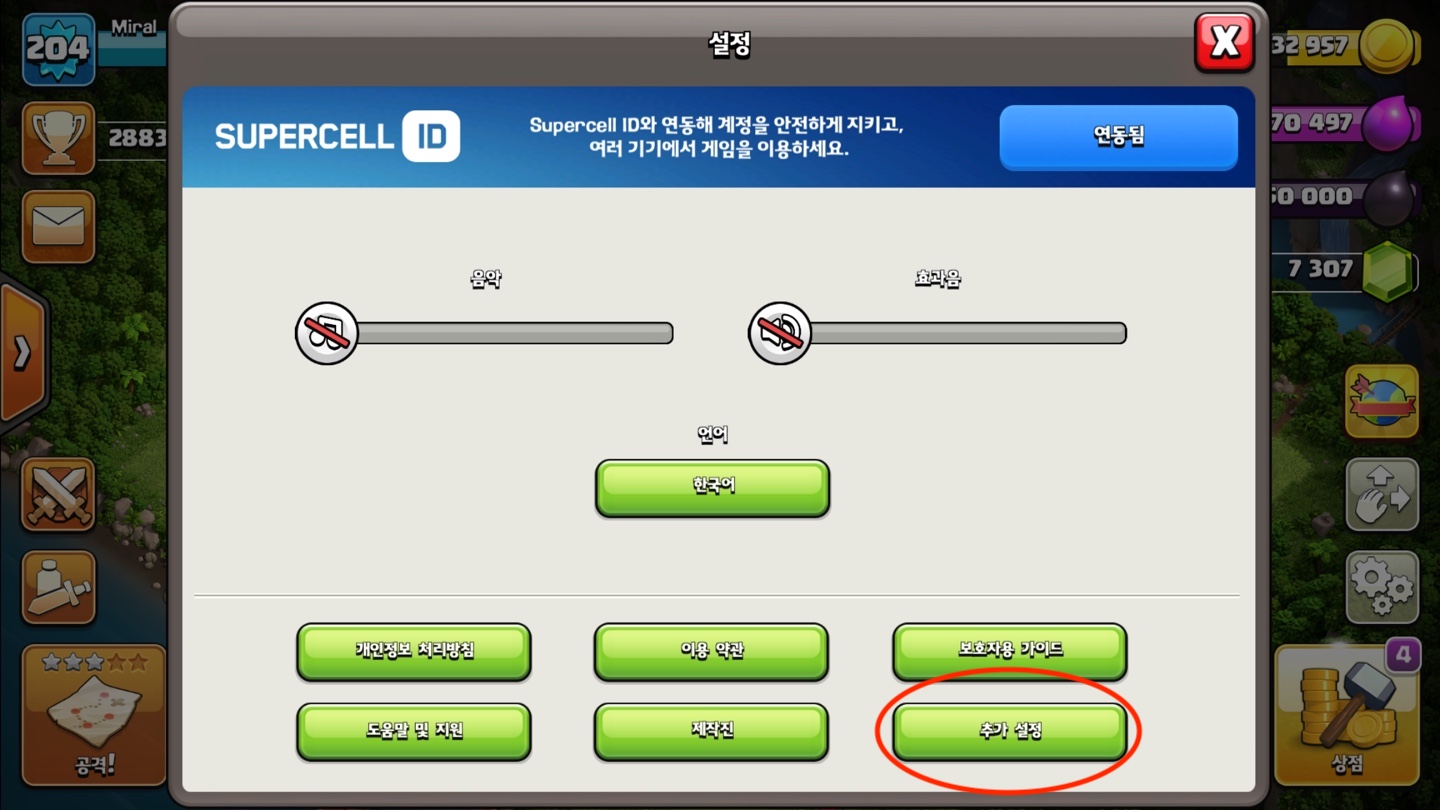 204
Miral
설정
X
32 957
SUPERCELL ID
Supercell ID와 연동해 계정을 안전하게 지키고,
여러 기기에서 게임을 이용하세요.
연동됨
2883
70 497
50 000
7 307
음악
효과음
언어
한국어
개인정보 처리방침
이용 약관
보호자용 가이드
4
도움말 및 지원
제작진
추가 설정
공격!
상점